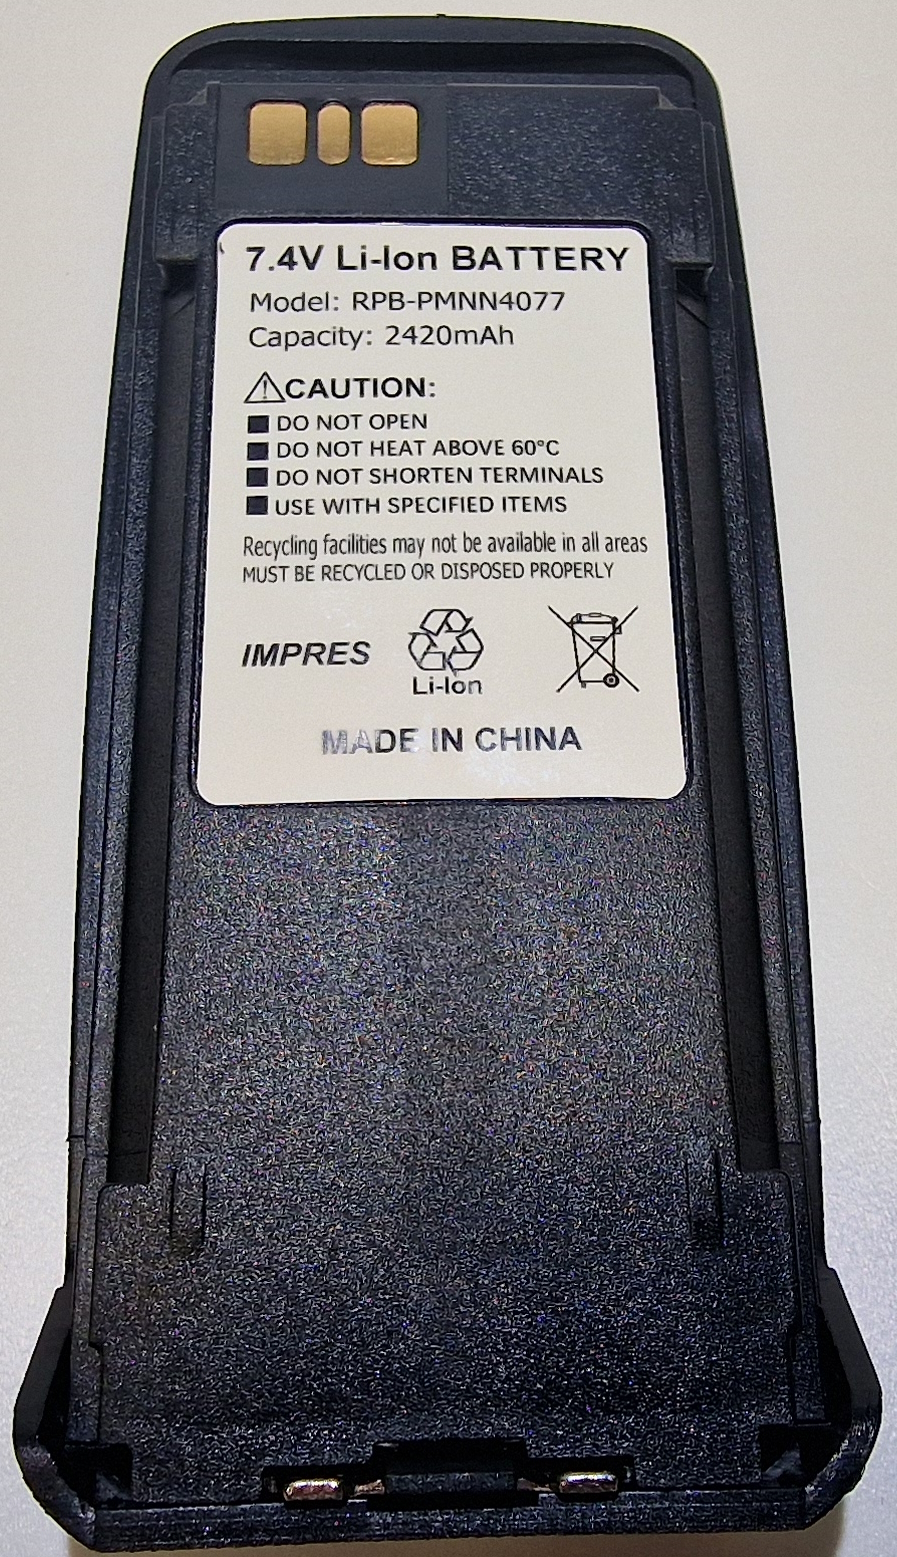 7.4V Li-Ion BATTERY
Model: RPB-PMNN4077
Capacity: 2420mAh
CAUTION:
DO NOT OPEN
DO NOT HEAT ABOVE 60°C
DO NOT SHORTEN TERMINALS
USE WITH SPECIFIED ITEMS
Recycling facilities may not be available in all areas
MUST BE RECYCLED OR DISPOSED PROPERLY
IMPRES
Li-Ion
MADE IN CHINA